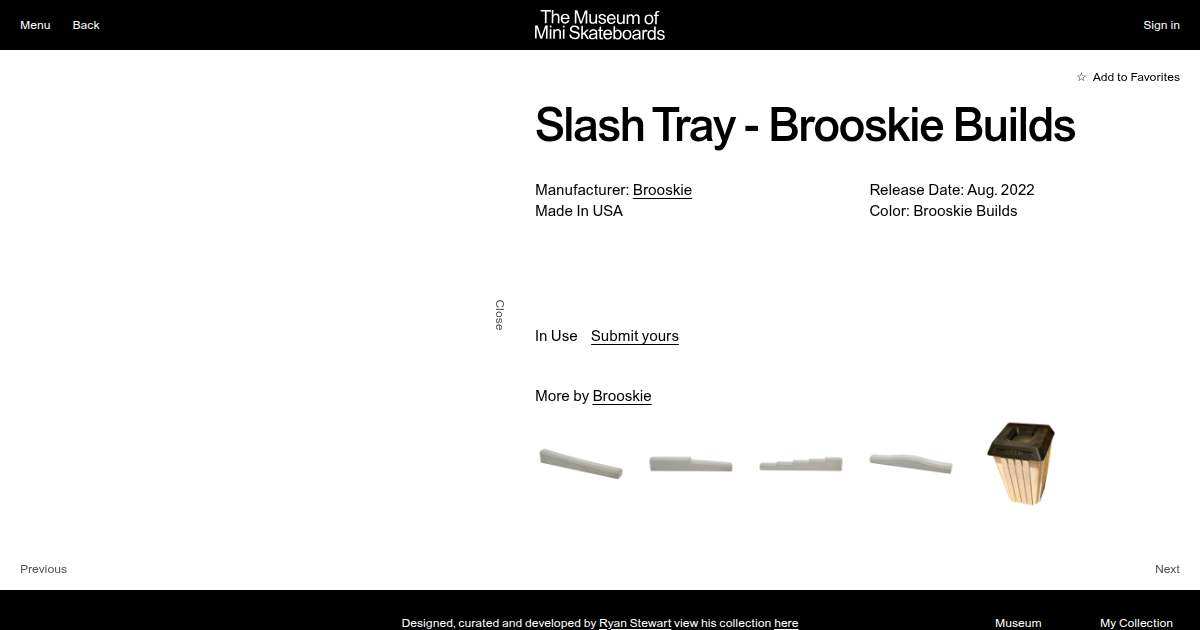 Menu Back
The Museum of
Mini Skateboards
Sign in
☆ Add to Favorites
Slash Tray - Brooskie Builds
Manufacturer: Brooskie
Made In USA
Release Date: Aug. 2022
Color: Brooskie Builds
Close
In Use Submit yours
More by Brooskie
Previous
Next
Designed, curated and developed by Ryan Stewart view his collection here
Museum
My Collection